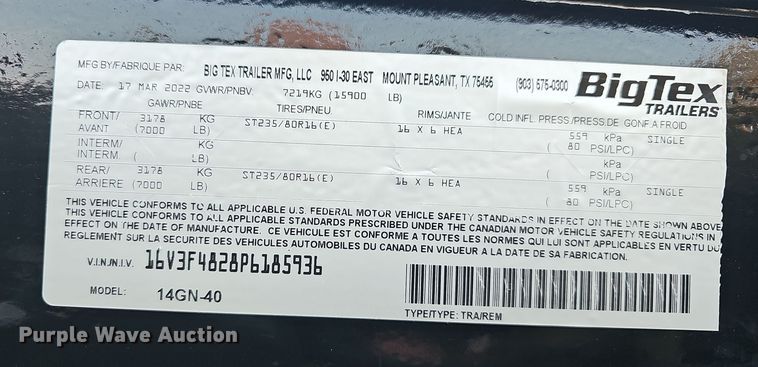 MFG BY/FABRIQUE PAR: BIG TEX TRAILER MFG, LLC 950 I-30 EAST MOUNT PLEASANT, TX 75455 (903) 575-0300
BigTex
TRAILERS
DATE: 17 MAR 2022 GVWR/PNBV: 7219KG (15900 LB)
GAWR/PNBE TIRES/PNEU RIMS/JANTE COLD INFL. PRESS/PRESS.DE GONF.A FROID
FRONT/ 3178 KG ST235/80R16(E) 16 X 6 HEA 559 kPa SINGLE
AVANT (7000 LB) ( 80 PSI/LPC)
INTERM/ KG kPa
INTERM ( LB) ( PSI/LPC)
REAR/ 3178 KG ST235/80R16(E) 16 X 6 HEA 559 kPa SINGLE
ARRIERE (7000 LB) ( 80 PSI/LPC)
THIS VEHICLE CONFORMS TO ALL APPLICABLE U.S. FEDERAL MOTOR VEHICLE SAFETY STANDARDS IN EFFECT ON THE DATE SHOWN ABOVE
THIS VEHICLE CONFORMS TO ALL APPLICABLE STANDARDS PRESCRIBED UNDER THE CANADIAN MOTOR VEHICLE SAFETY REGULATIONS IN
EFFECT ON THE DATE OF MANUFACTURE. CE VEHICULE EST CONFORME A TOUTES LES NORMES QUI LUI SONT APPLICABLES EN VERTU DU
REGLEMENT SUR LA SECURITE DES VEHICULES AUTOMOBILES DU CANADA EN VIGUEUR A LA DATE DE SA FABRICATION.
V.I.N./N.I.V. 16V3F4828P6185936
MODEL: 14GN-40
TYPE/TYPE: TRA/REM
Purple Wave Auction